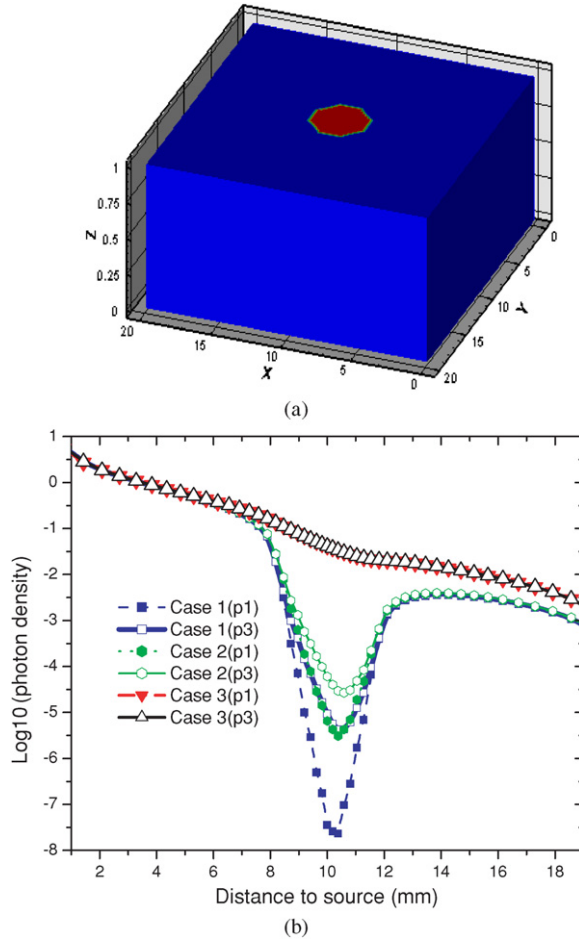 1
0.75
0.5
0.25
0
Z
20
15
10
5
0
X
0
5
10
15
20
Y
(a)
1
0
-1
-2
-3
-4
-5
-6
-7
-8
Log10 (photon density)
Case 1(p1)
Case 1(p3)
Case 2(p1)
Case 2(p3)
Case 3(p1)
Case 3(p3)
2 4 6 8 10 12 14 16 18
Distance to source (mm)
(b)